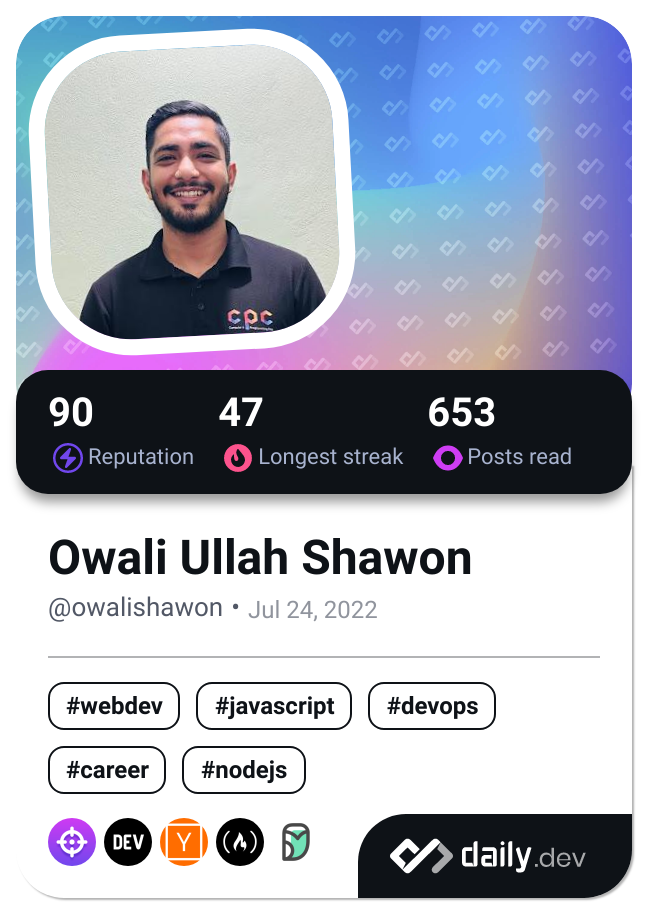 cpc
90
47
653
Reputation
Longest streak
Posts read
Owali Ullah Shawon
@owalishawon • Jul 24, 2022
#webdev #javascript #devops
#career #nodejs
DEV
Y
daily.dev